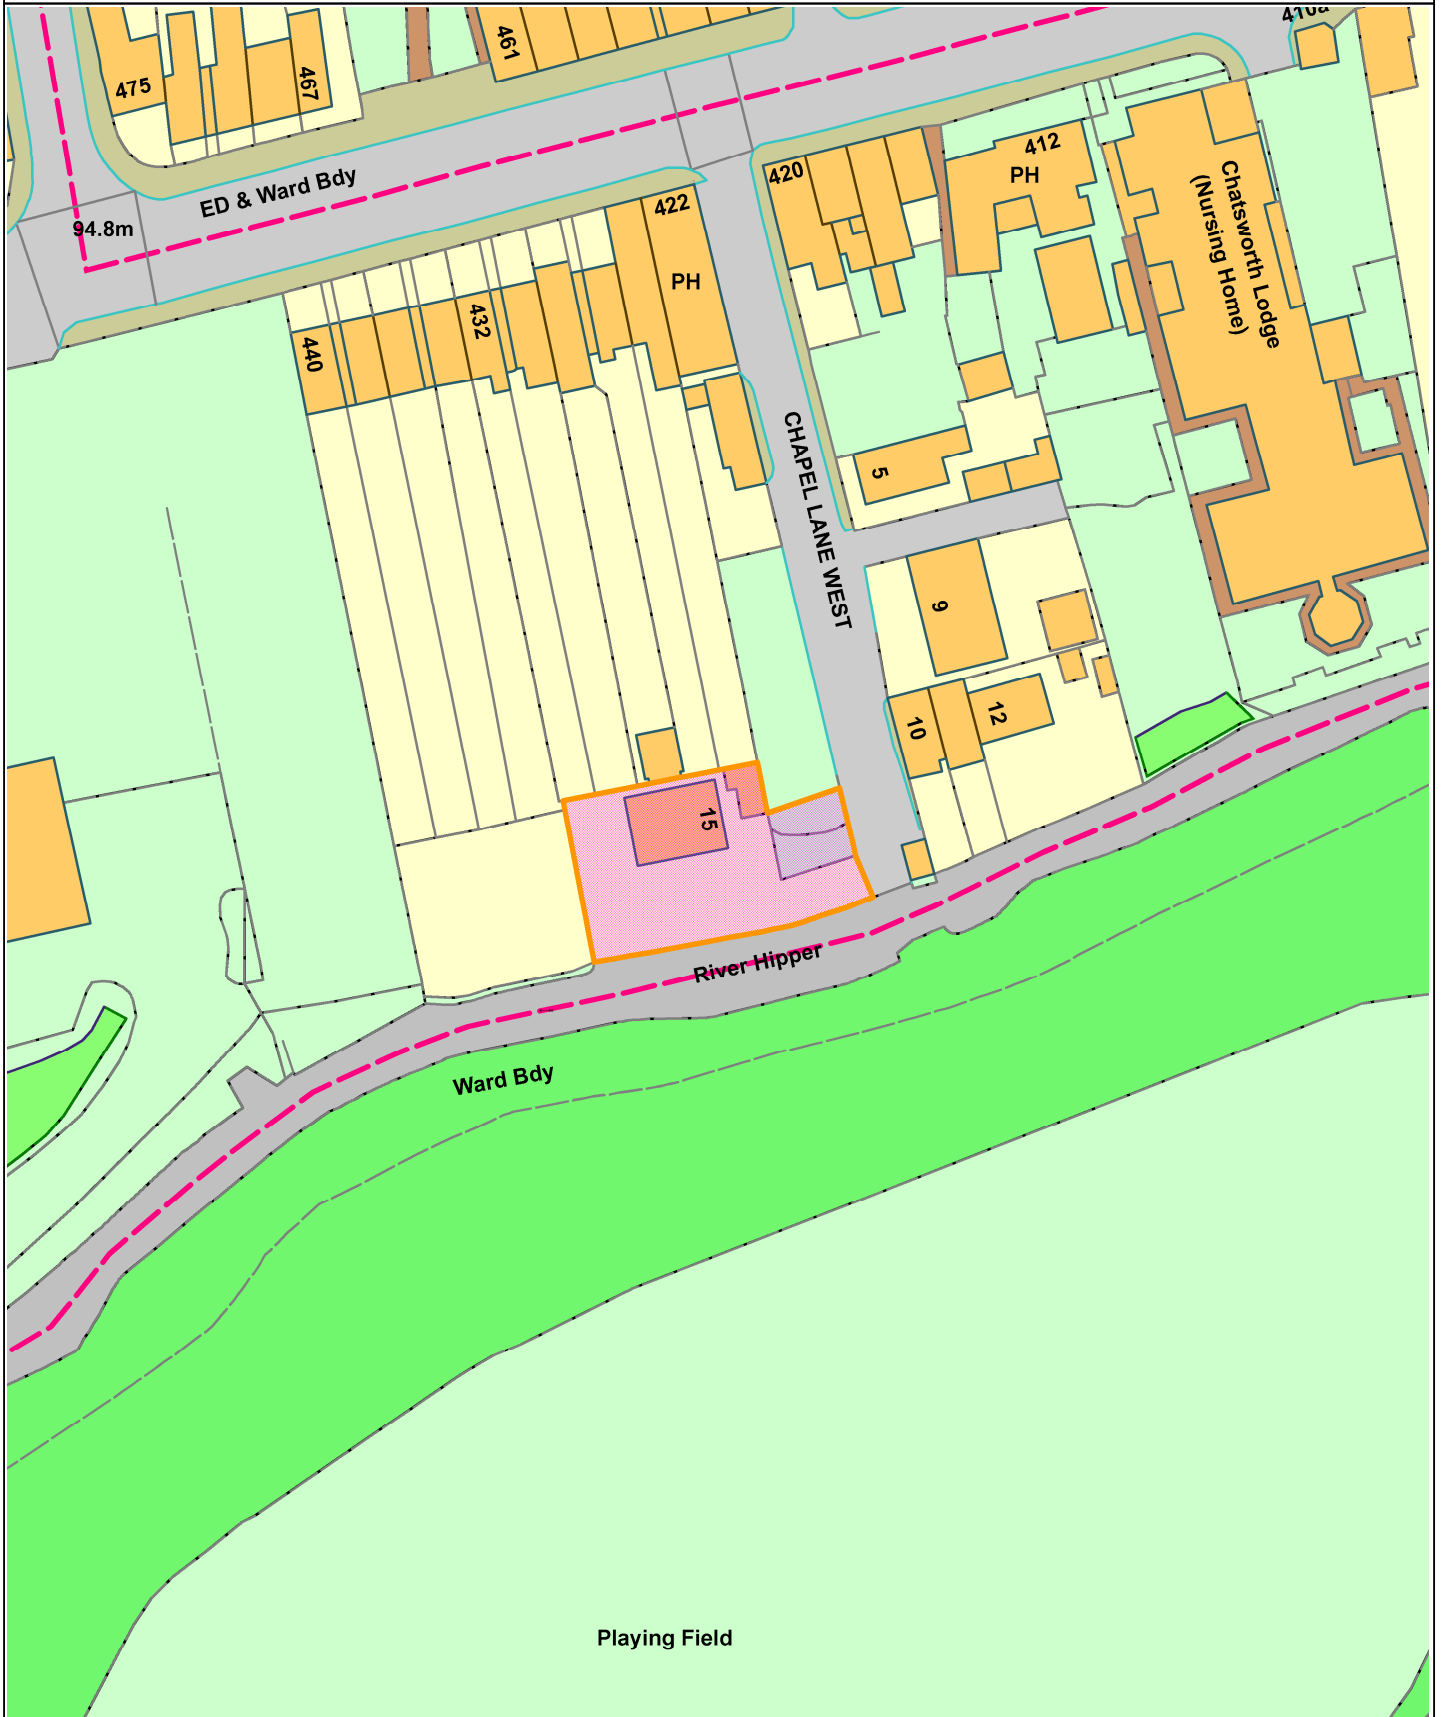 410a
461
475
467
412
PH
420
Chatsworth Lodge
(Nursing Home)
ED & Ward Bdy
422
94.8m
PH
432
440
5
CHAPEL LANE WEST
9
10
12
15
River Hipper
Ward Bdy
Playing Field